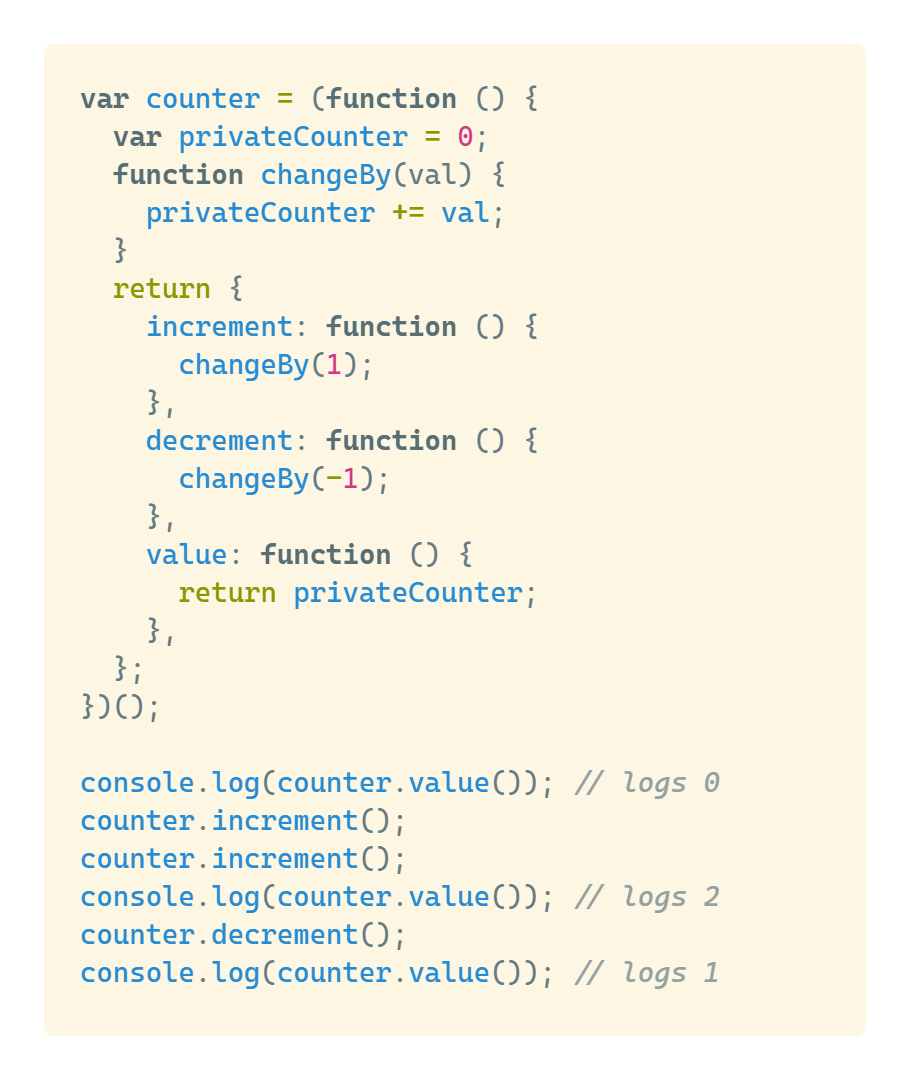 var counter = (function () {
  var privateCounter = 0;
  function changeBy(val) {
    privateCounter += val;
  }
  return {
    increment: function () {
      changeBy(1);
    },
    decrement: function () {
      changeBy(-1);
    },
    value: function () {
      return privateCounter;
    },
  };
})();

console.log(counter.value()); // logs 0
counter.increment();
counter.increment();
console.log(counter.value()); // logs 2
counter.decrement();
console.log(counter.value()); // logs 1